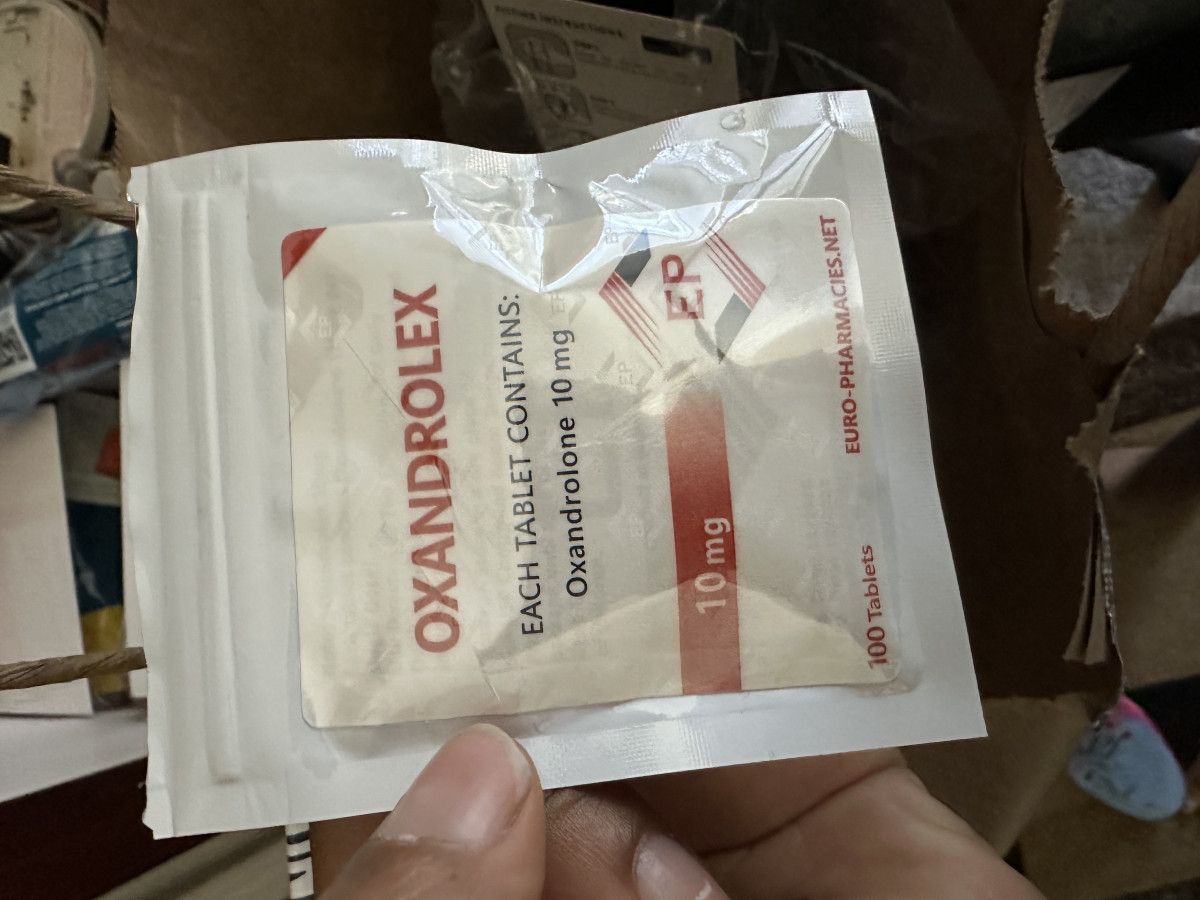 OXANDROLEX
EACH TABLET CONTAINS:
Oxandrolone 10 mg
EP
10 mg
100 Tablets
EURO-PHARMACIES.NET